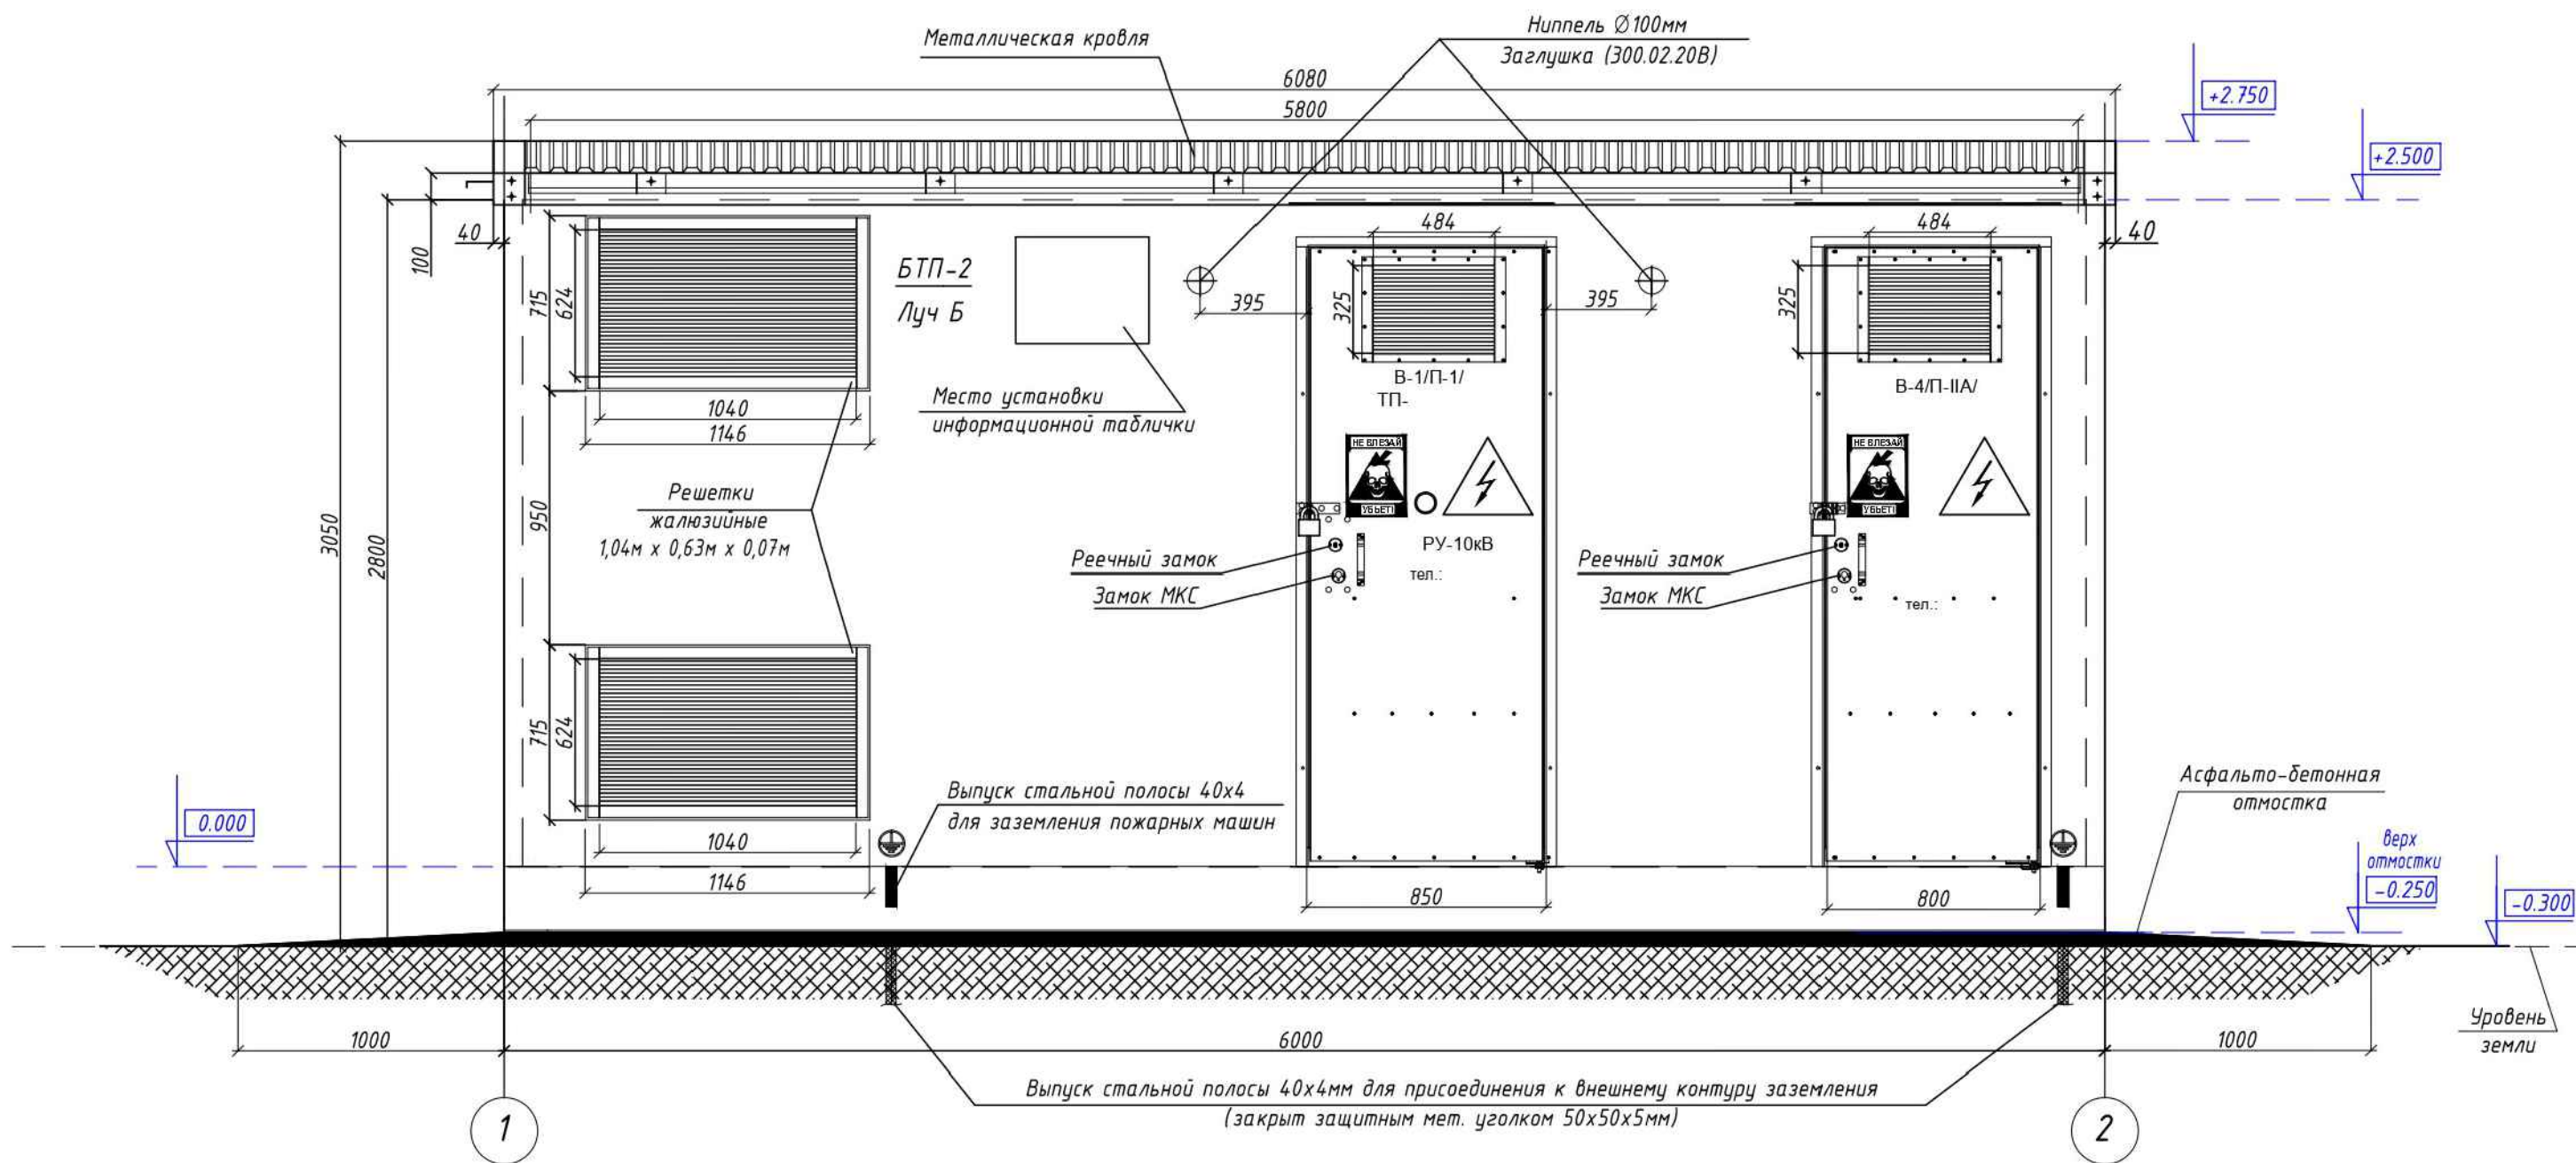 Металлическая кровля
Ниппель Ø100мм
Заглушка (300.02.20В)
6080
5800
+2.750
+2.500
40
100
484
484
40
715
624
БТП-2
Луч Б
395
325
395
325
В-1/П-1/
ТП-
В-4/П-IIА/
1040
1146
Место установки
информационной таблички
НЕ ВЛЕЗАЙ
УБЬЕТ!
НЕ ВЛЕЗАЙ
УБЬЕТ!
3050
2800
950
Решетки
жалюзийные
1,04м х 0,63м х 0,07м
Реечный замок
Замок МКС
РУ-10кВ
тел.:
Реечный замок
Замок МКС
тел.:
715
624
Выпуск стальной полосы 40х4
для заземления пожарных машин
Асфальто-бетонная
отмостка
0.000
1040
1146
850
800
верх
отмостки
-0.250
-0.300
1000
6000
1000
Уровень
земли
Выпуск стальной полосы 40х4мм для присоединения к внешнему контуру заземления
(закрыт защитным мет. уголком 50х50х5мм)
1
2